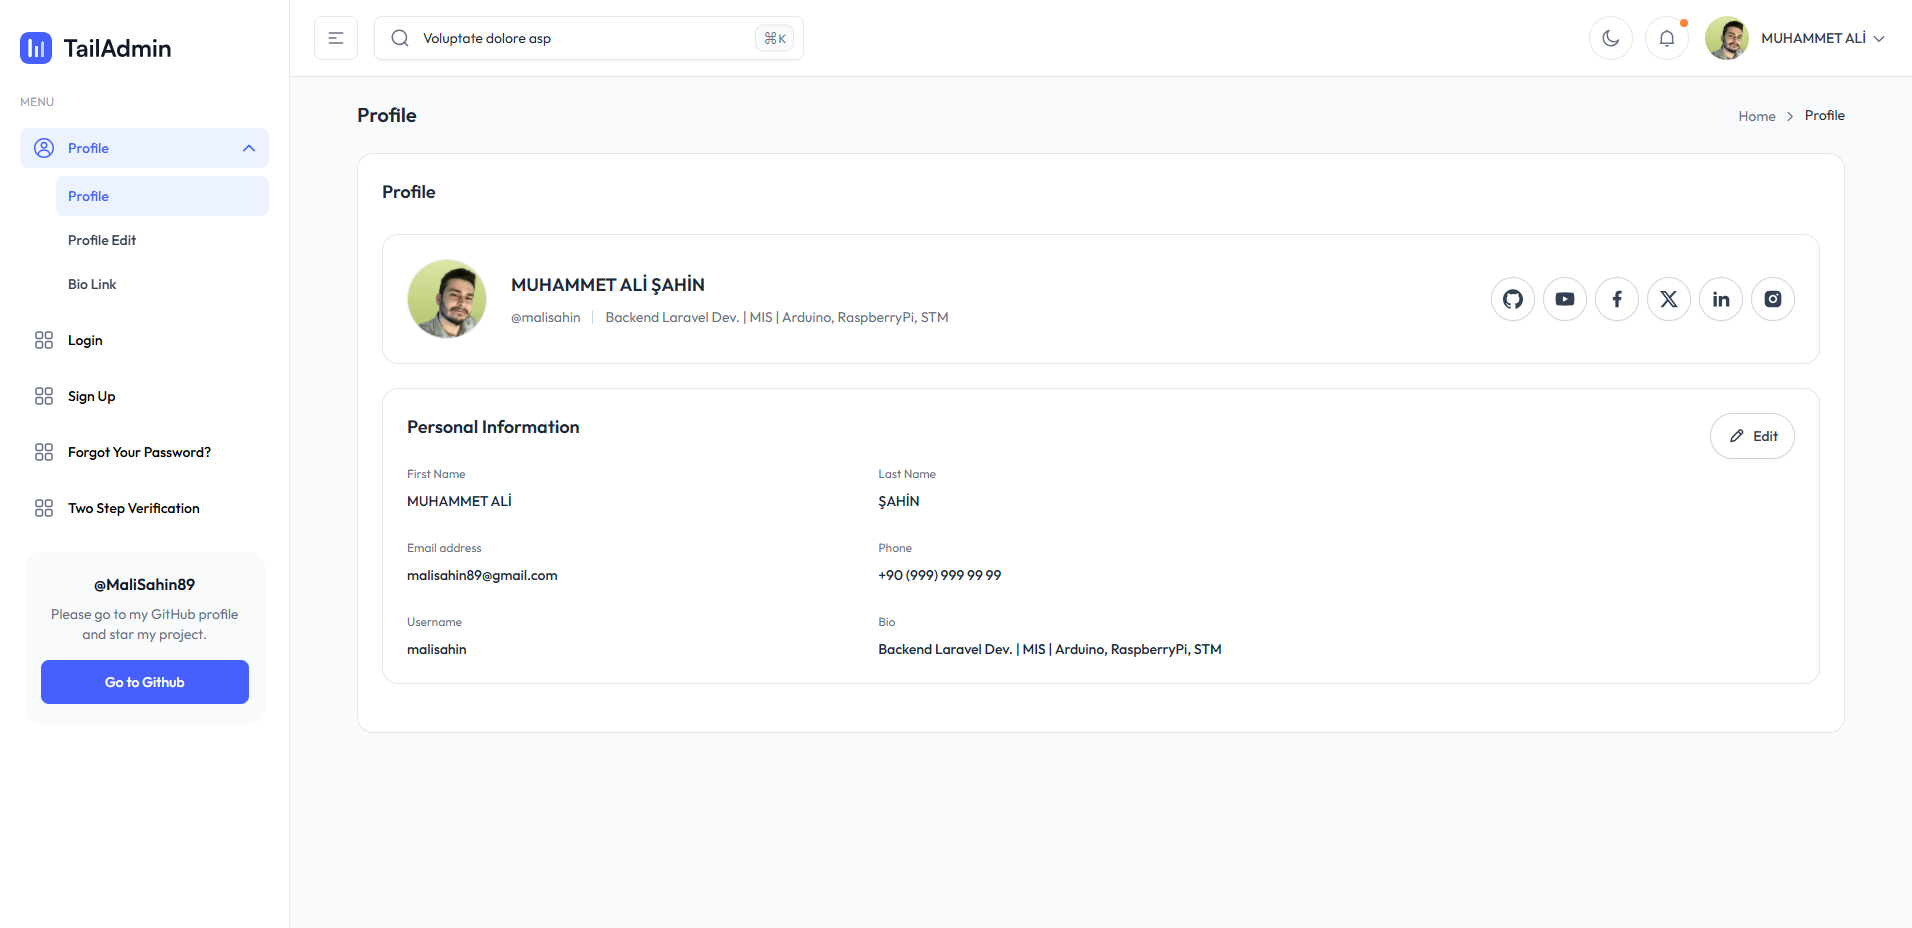 TailAdmin
MENU
Profile
Profile
Profile Edit
Bio Link
Login
Sign Up
Forgot Your Password?
Two Step Verification
@MaliSahin89
Please go to my GitHub profile
and star my project.
Go to Github
Voluptate dolore asp
⌘K
MUHAMMET ALİ
Profile
Home > Profile
Profile
MUHAMMET ALİ ŞAHİN
@malisahin
Backend Laravel Dev. | MIS | Arduino, RaspberryPi, STM
Personal Information
Edit
First Name
MUHAMMET ALİ
Last Name
ŞAHİN
Email address
malisahin89@gmail.com
Phone
+90 (999) 999 99 99
Username
malisahin
Bio
Backend Laravel Dev. | MIS | Arduino, RaspberryPi, STM